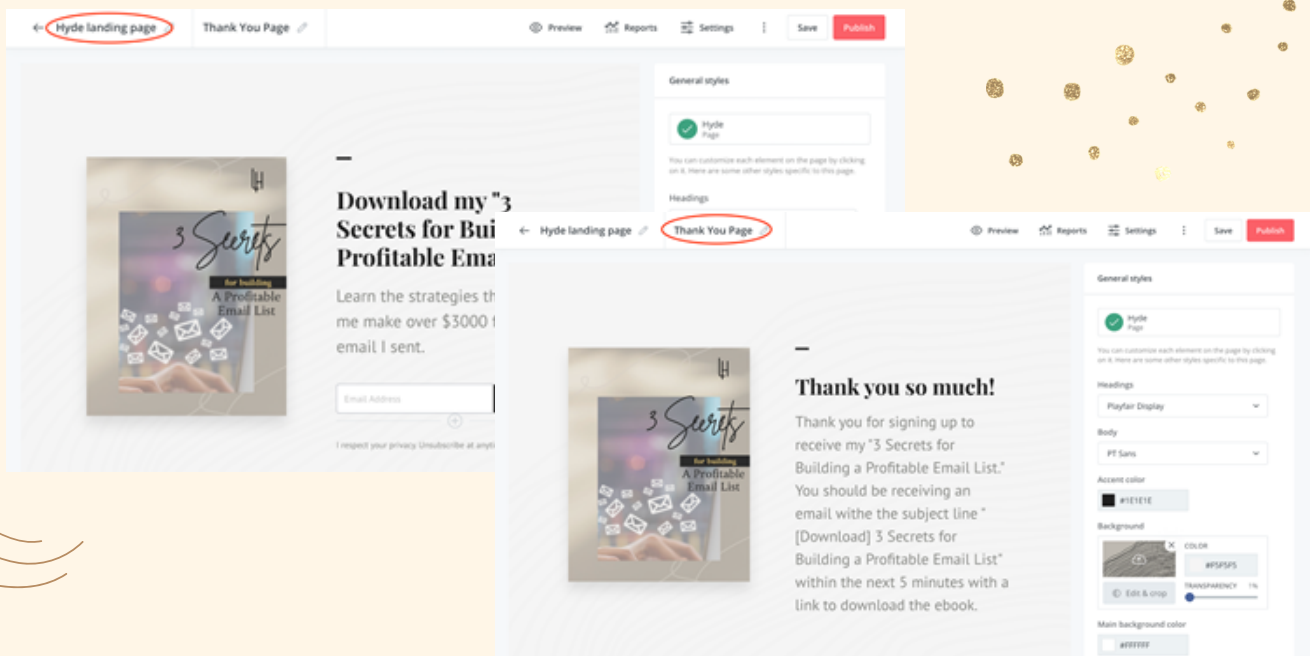 Hyde landing page
Thank You Page
Preview
Reports
Settings
Save
Publish
General styles
Hyde
Page
You can customize each element on the page by clicking
on it. Here are some other styles specific to this page.
Headings
LH
3 Secrets
for building
A Profitable
Email List
Download my "3
Secrets for Bui
Profitable Ema
Learn the strategies th
me make over $3000 f
email I sent.
Email Address
I respect your privacy. Unsubscribe at anyti
Hyde landing page
Thank You Page
Preview
Reports
Settings
Save
Publish
LH
3 Secrets
for building
A Profitable
Email List
Thank you so much!
Thank you for signing up to
receive my "3 Secrets for
Building a Profitable Email List."
You should be receiving an
email withe the subject line "
[Download] 3 Secrets for
Building a Profitable Email List"
within the next 5 minutes with a
link to download the ebook.
General styles
Hyde
Page
You can customize each element on the page by clicking
on it. Here are some other styles specific to this page.
Headings
Playfair Display
Body
PT Sans
Accent color
#1E1E1E
Background
COLOR
#F5F5F5
TRANSPARENCY 1%
Edit & crop
Main background color
#FFFFFF